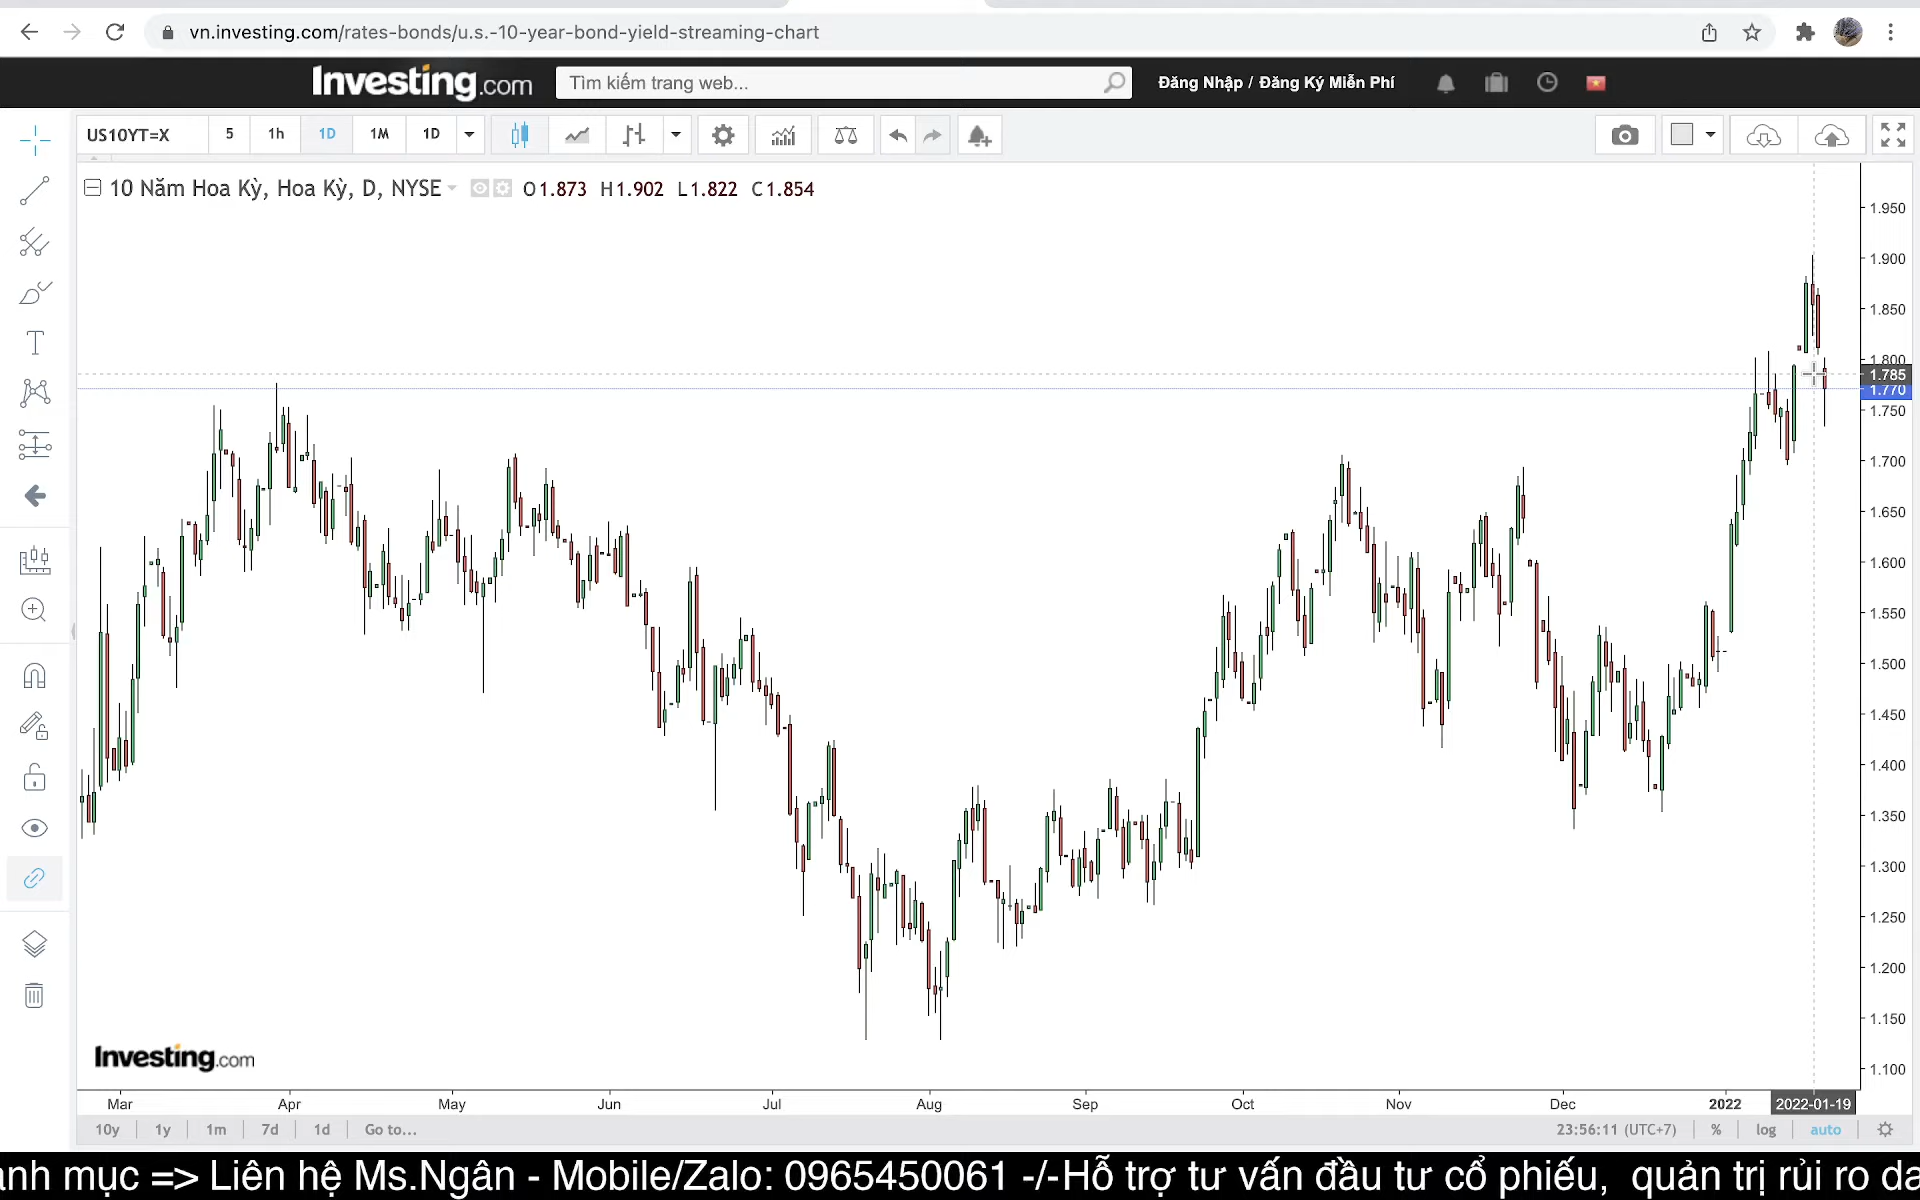 vn.investing.com/rates-bonds/u.s.-10-year-bond-yield-streaming-chart
Investing.com
Tìm kiếm trang web...
Đăng Nhập / Đăng Ký Miễn Phí
US10YT=X 5 1h 1D 1M 1D
10 Năm Hoa Kỳ, Hoa Kỳ, D, NYSE O1.873 H1.902 L1.822 C1.854
1.950
1.900
1.850
1.800
1.785
1.770
1.750
1.700
1.650
1.600
1.550
1.500
1.450
1.400
1.350
1.300
1.250
1.200
1.150
1.100
Investing.com
Mar Apr May Jun Jul Aug Sep Oct Nov Dec 2022 2022-01-19
10y 1y 1m 7d 1d Go to... 23:56:11 (UTC+7) % log auto
anh mục => Liên hệ Ms.Ngân - Mobile/Zalo: 0965450061 -/-Hỗ trợ tư vấn đầu tư cổ phiếu, quản trị rủi ro da